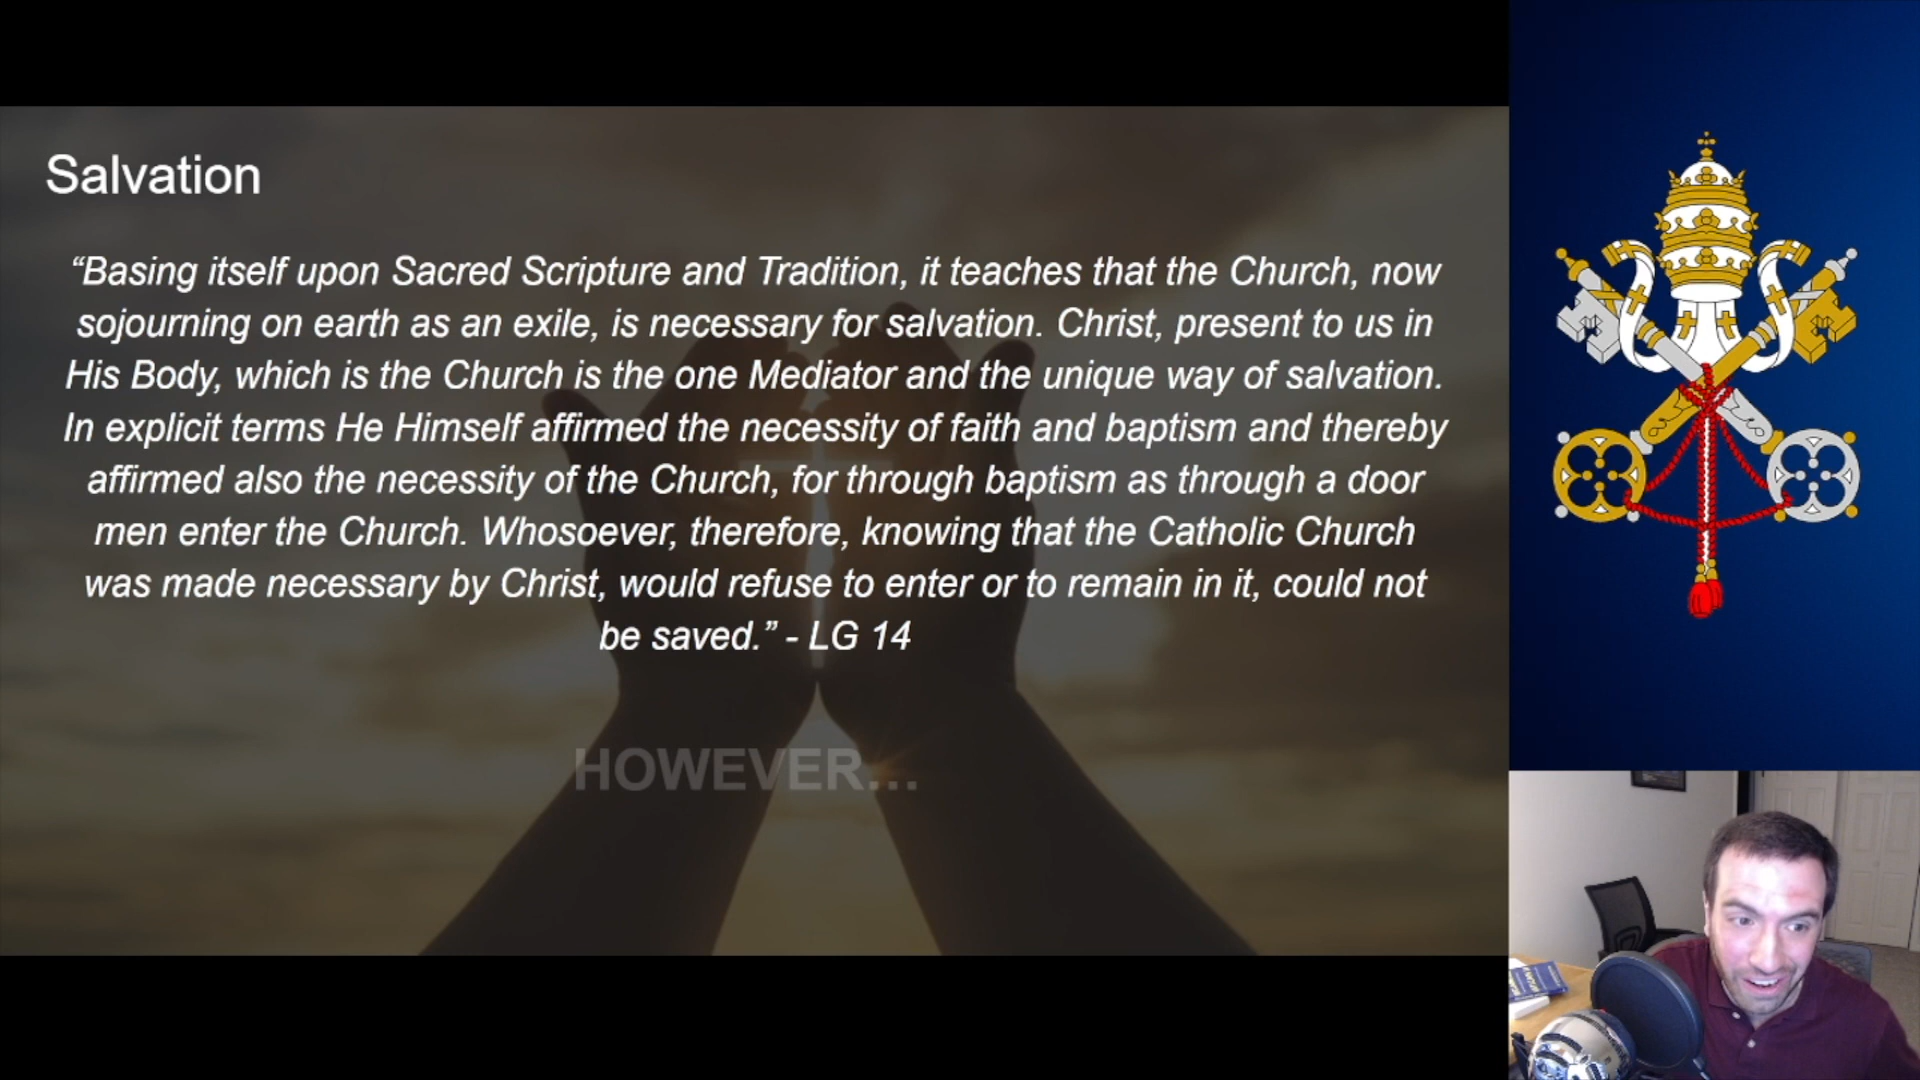 Salvation
“Basing itself upon Sacred Scripture and Tradition, it teaches that the Church, now
sojourning on earth as an exile, is necessary for salvation. Christ, present to us in
His Body, which is the Church is the one Mediator and the unique way of salvation.
In explicit terms He Himself affirmed the necessity of faith and baptism and thereby
affirmed also the necessity of the Church, for through baptism as through a door
men enter the Church. Whosoever, therefore, knowing that the Catholic Church
was made necessary by Christ, would refuse to enter or to remain in it, could not
be saved.” - LG 14
HOWEVER...